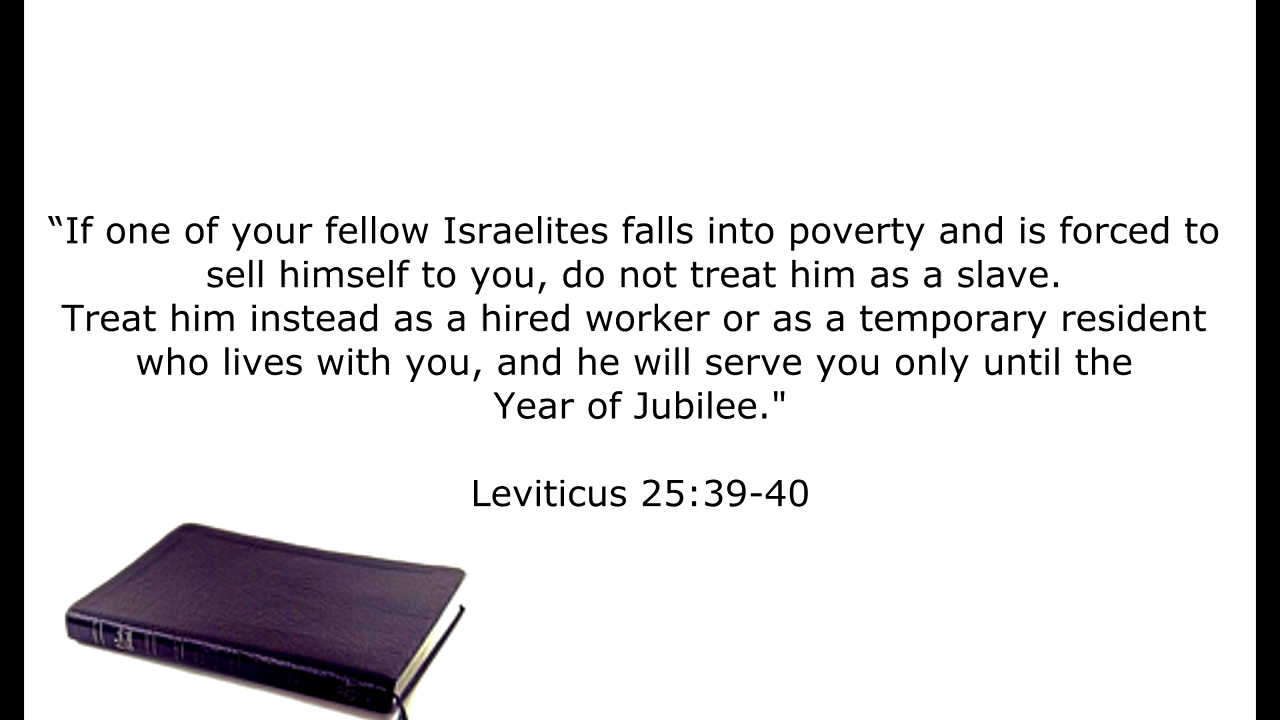 “If one of your fellow Israelites falls into poverty and is forced to
sell himself to you, do not treat him as a slave.
Treat him instead as a hired worker or as a temporary resident
who lives with you, and he will serve you only until the
Year of Jubilee."
Leviticus 25:39-40